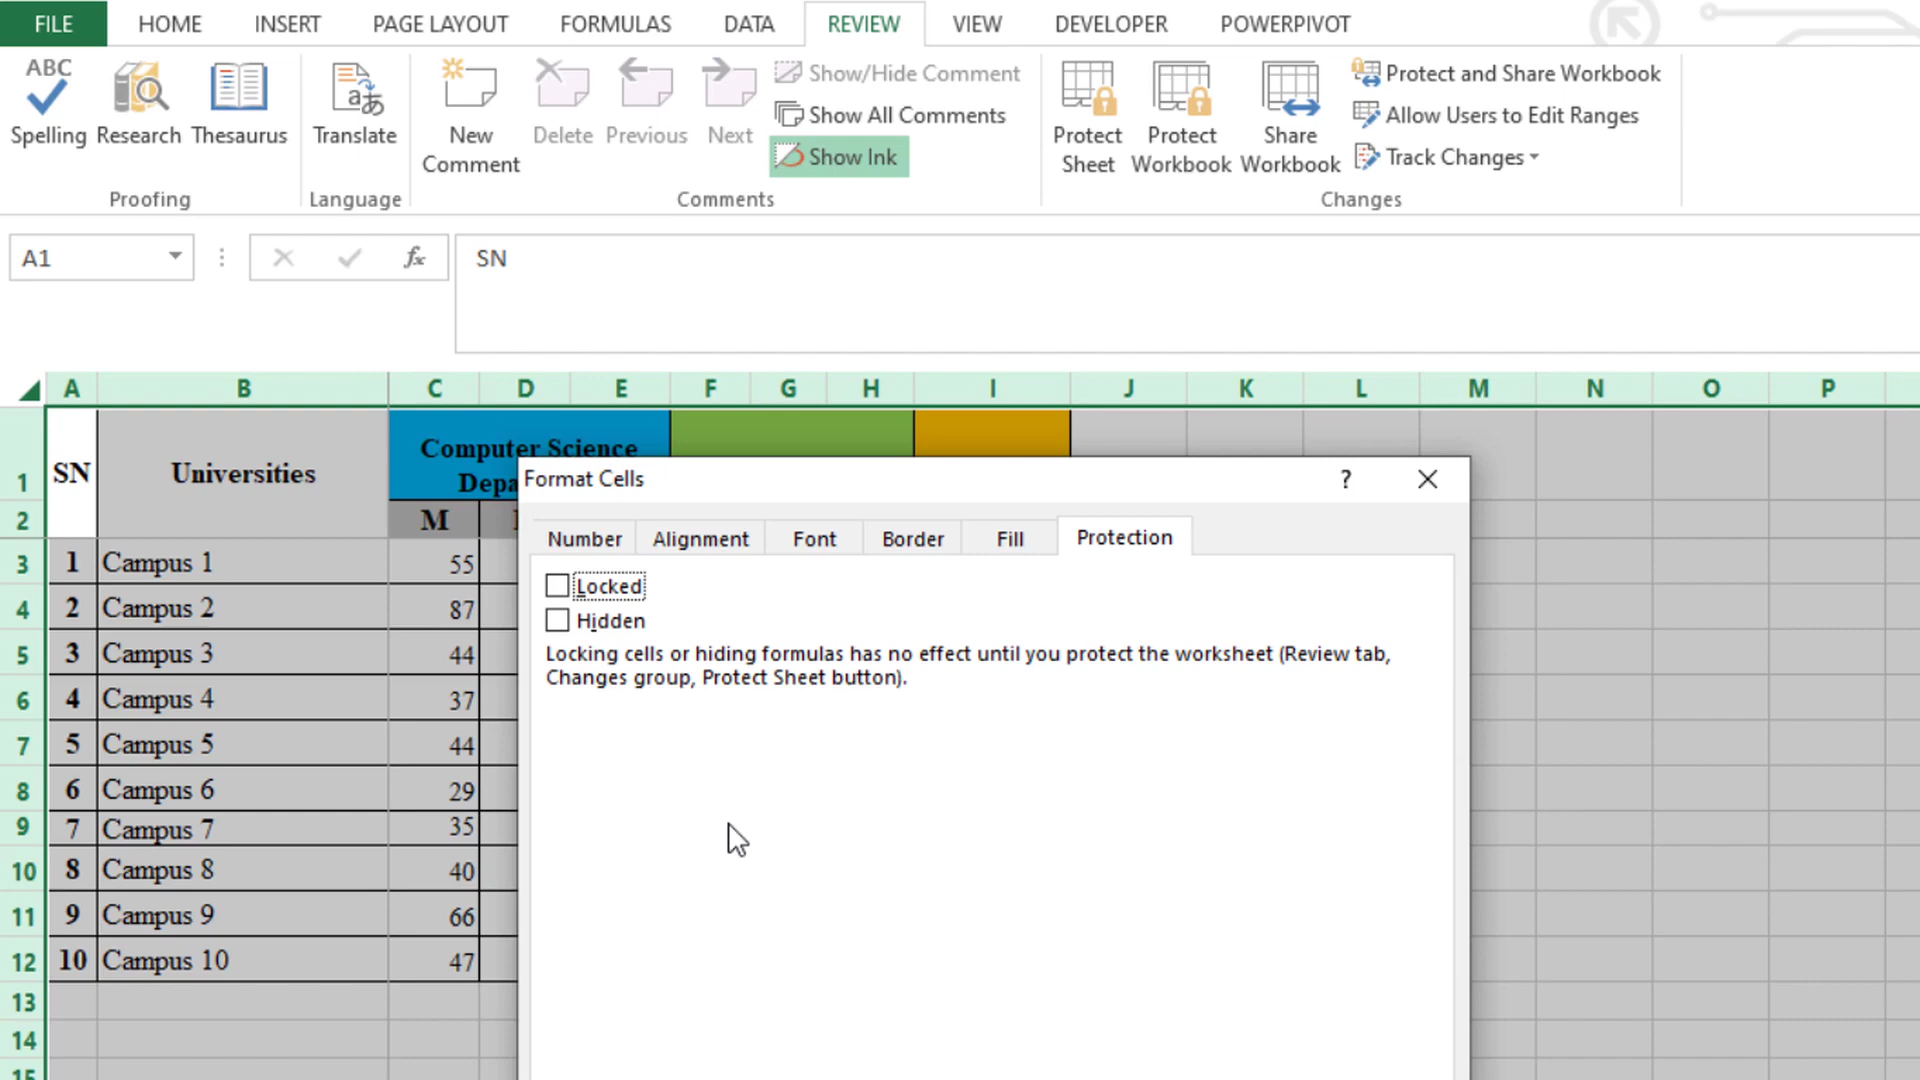 FILE HOME INSERT PAGE LAYOUT FORMULAS DATA REVIEW VIEW DEVELOPER POWERPIVOT
ABC
Spelling Research Thesaurus
Proofing
Translate
Language
New Comment
Delete
Previous
Next
Show/Hide Comment
Show All Comments
Show Ink
Comments
Protect Sheet
Protect Workbook
Share Workbook
Protect and Share Workbook
Allow Users to Edit Ranges
Track Changes
Changes
A1 fx SN
A B C D E F G H I J K L M N O P
1 SN Universities Computer Science
Depa
2 M
3 1 Campus 1 55
4 2 Campus 2 87
5 3 Campus 3 44
6 4 Campus 4 37
7 5 Campus 5 44
8 6 Campus 6 29
9 7 Campus 7 35
10 8 Campus 8 40
11 9 Campus 9 66
12 10 Campus 10 47
13
14
15
Format Cells ?
Number Alignment Font Border Fill Protection
Locked
Hidden
Locking cells or hiding formulas has no effect until you protect the worksheet (Review tab,
Changes group, Protect Sheet button).